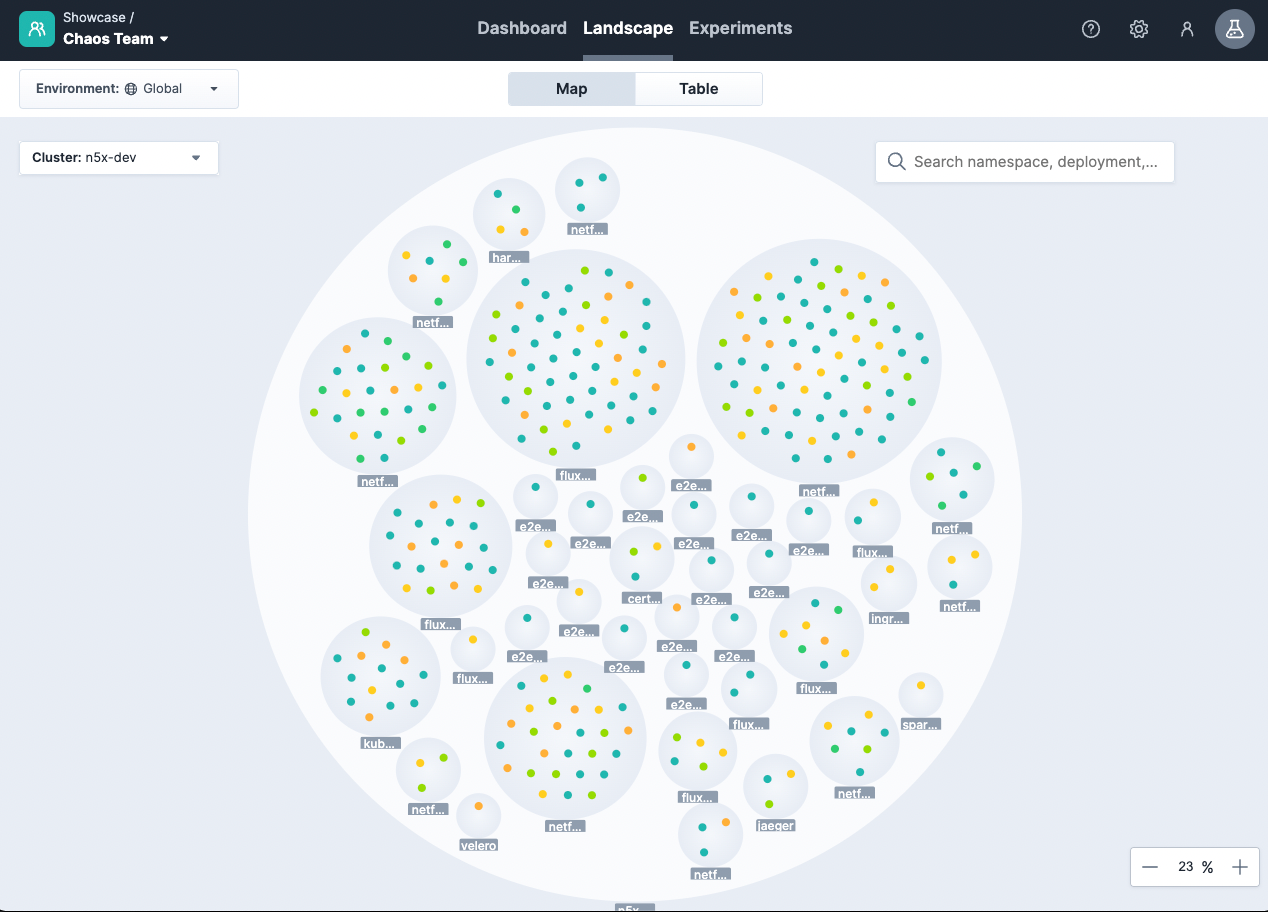 Showcase /
Chaos Team
Dashboard
Landscape
Experiments
Environment: Global
Map
Table
Cluster: n5x-dev
Search namespace, deployment,...
netf...
har...
netf...
flux...
netf...
netf...
e2e...
e2e...
e2e...
e2e...
e2e...
e2e...
e2e...
flux...
netf...
e2e...
cert...
e2e...
e2e...
ingr...
netf...
flux...
e2e...
e2e...
e2e...
e2e...
e2e...
flux...
flux...
e2e...
flux...
spar...
kub...
netf...
flux...
netf...
netf...
jaeger
velero
netf...
n5x...
23 %